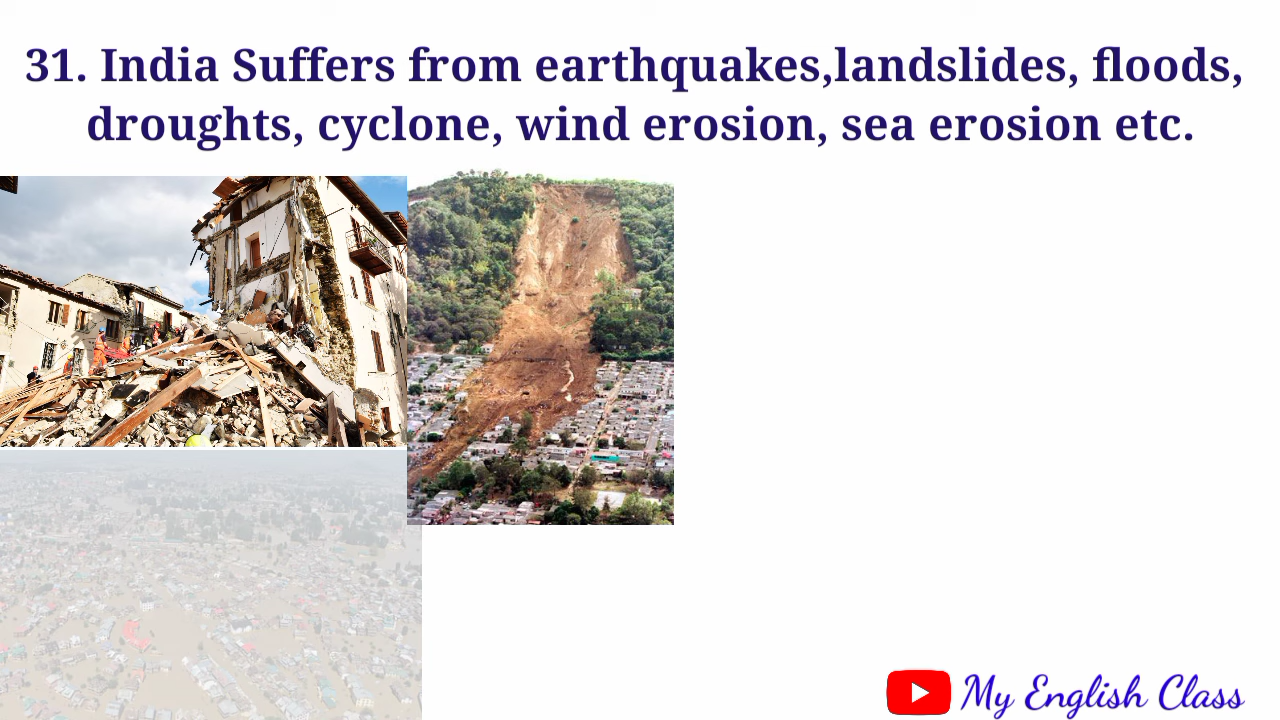 31. India Suffers from earthquakes,landslides, floods,
droughts, cyclone, wind erosion, sea erosion etc.
My English Class